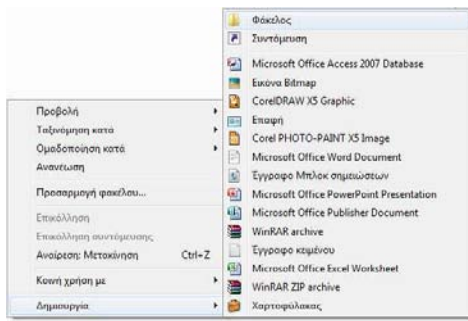 Προβολή
Ταξινόμηση κατά
Ομαδοποίηση κατά
Ανανέωση
Προσαρμογή φακέλου...
Επικόλληση
Επικόλληση συντόμευσης
Αναίρεση: Μετακίνηση Ctrl+Z
Κοινή χρήση με
Δημιουργία
Φάκελος
Συντόμευση
Microsoft Office Access 2007 Database
Εικόνα Bitmap
CorelDRAW X5 Graphic
Επαφή
Corel PHOTO-PAINT X5 Image
Microsoft Office Word Document
Έγγραφο Μπλοκ σημειώσεων
Microsoft Office PowerPoint Presentation
Microsoft Office Publisher Document
WinRAR archive
Έγγραφο κειμένου
Microsoft Office Excel Worksheet
WinRAR ZIP archive
Χαρτοφύλακας